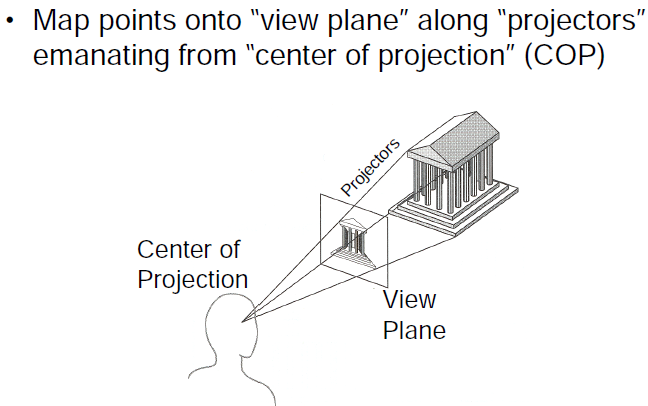 • Map points onto "view plane" along "projectors"
emanating from "center of projection" (COP)
Projectors
Center of
Projection
View
Plane